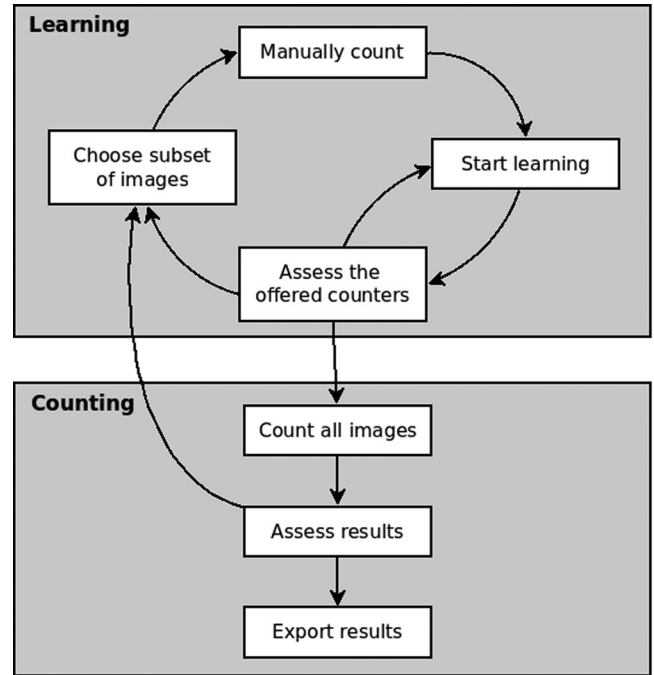 Learning
Manually count
Choose subset
of images
Start learning
Assess the
offered counters
Counting
Count all images
Assess results
Export results